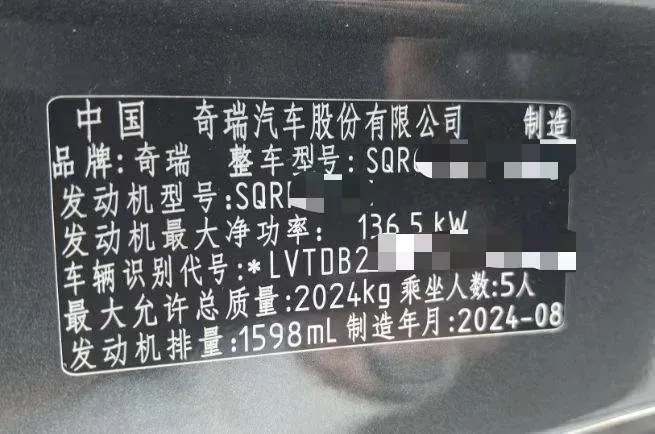 中国 奇瑞汽车股份有限公司 制造
品牌:奇瑞 整车型号:SQR
发动机型号:SQR
发动机最大净功率: 136.5 kW
车辆识别代号:*LVTDB2
最大允许总质量:2024kg 乘坐人数:5人
发动机排量:1598mL 制造年月:2024-08